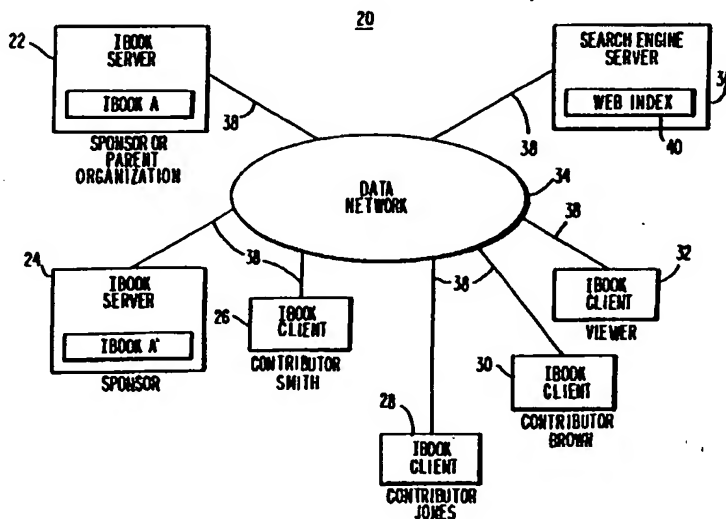 20
22
IBOOK
SERVER
IBOOK A
SPONSOR OR
PARENT
ORGANIZATION
38
SEARCH ENGINE
SERVER
WEB INDEX
40
38
DATA
NETWORK
34
38
24
IBOOK
SERVER
IBOOK A'
SPONSOR
38
26
IBOOK
CLIENT
CONTRIBUTOR
SMITH
38
32
IBOOK
CLIENT
VIEWER
30
IBOOK
CLIENT
CONTRIBUTOR
BROWN
28
IBOOK
CLIENT
CONTRIBUTOR
JONES